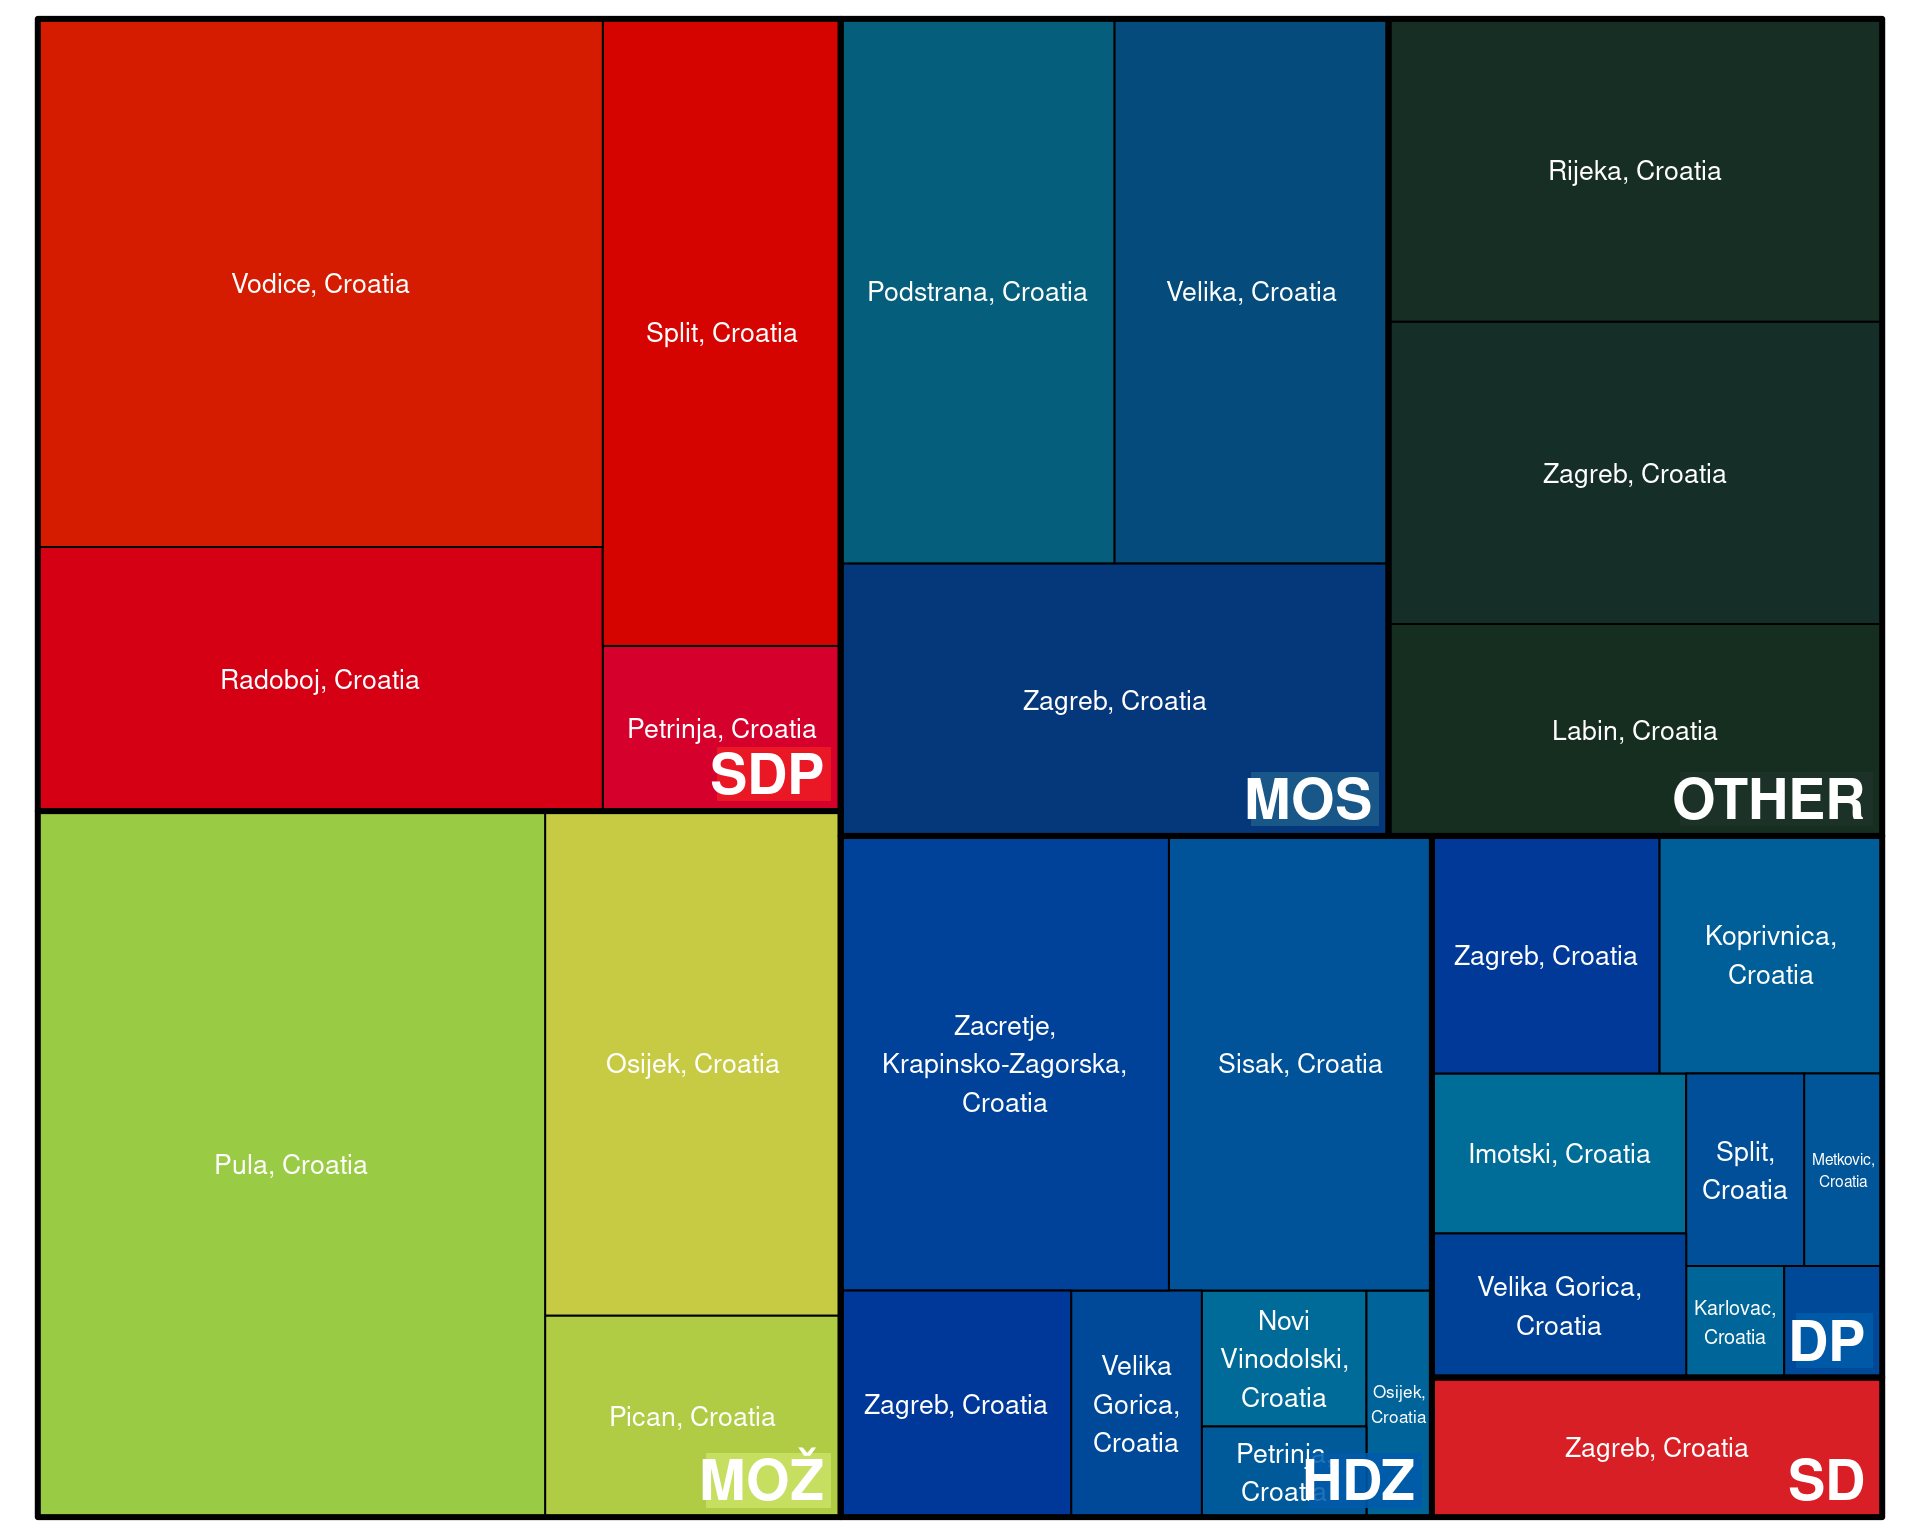 Vodice, Croatia
Split, Croatia
Radoboj, Croatia
Petrinja, Croatia
SDP
Podstrana, Croatia
Velika, Croatia
Zagreb, Croatia
MOS
Rijeka, Croatia
Zagreb, Croatia
Labin, Croatia
OTHER
Pula, Croatia
Osijek, Croatia
Pican, Croatia
MOŽ
Zacretje,
Krapinsko-Zagorska,
Croatia
Sisak, Croatia
Zagreb, Croatia
Velika
Gorica,
Croatia
Novi
Vinodolski,
Croatia
Osijek,
Croatia
Petrinja,
Croatia
HDZ
Zagreb, Croatia
Koprivnica,
Croatia
Imotski, Croatia
Split,
Croatia
Metkovic,
Croatia
Velika Gorica,
Croatia
Karlovac,
Croatia
DP
Zagreb, Croatia
SD